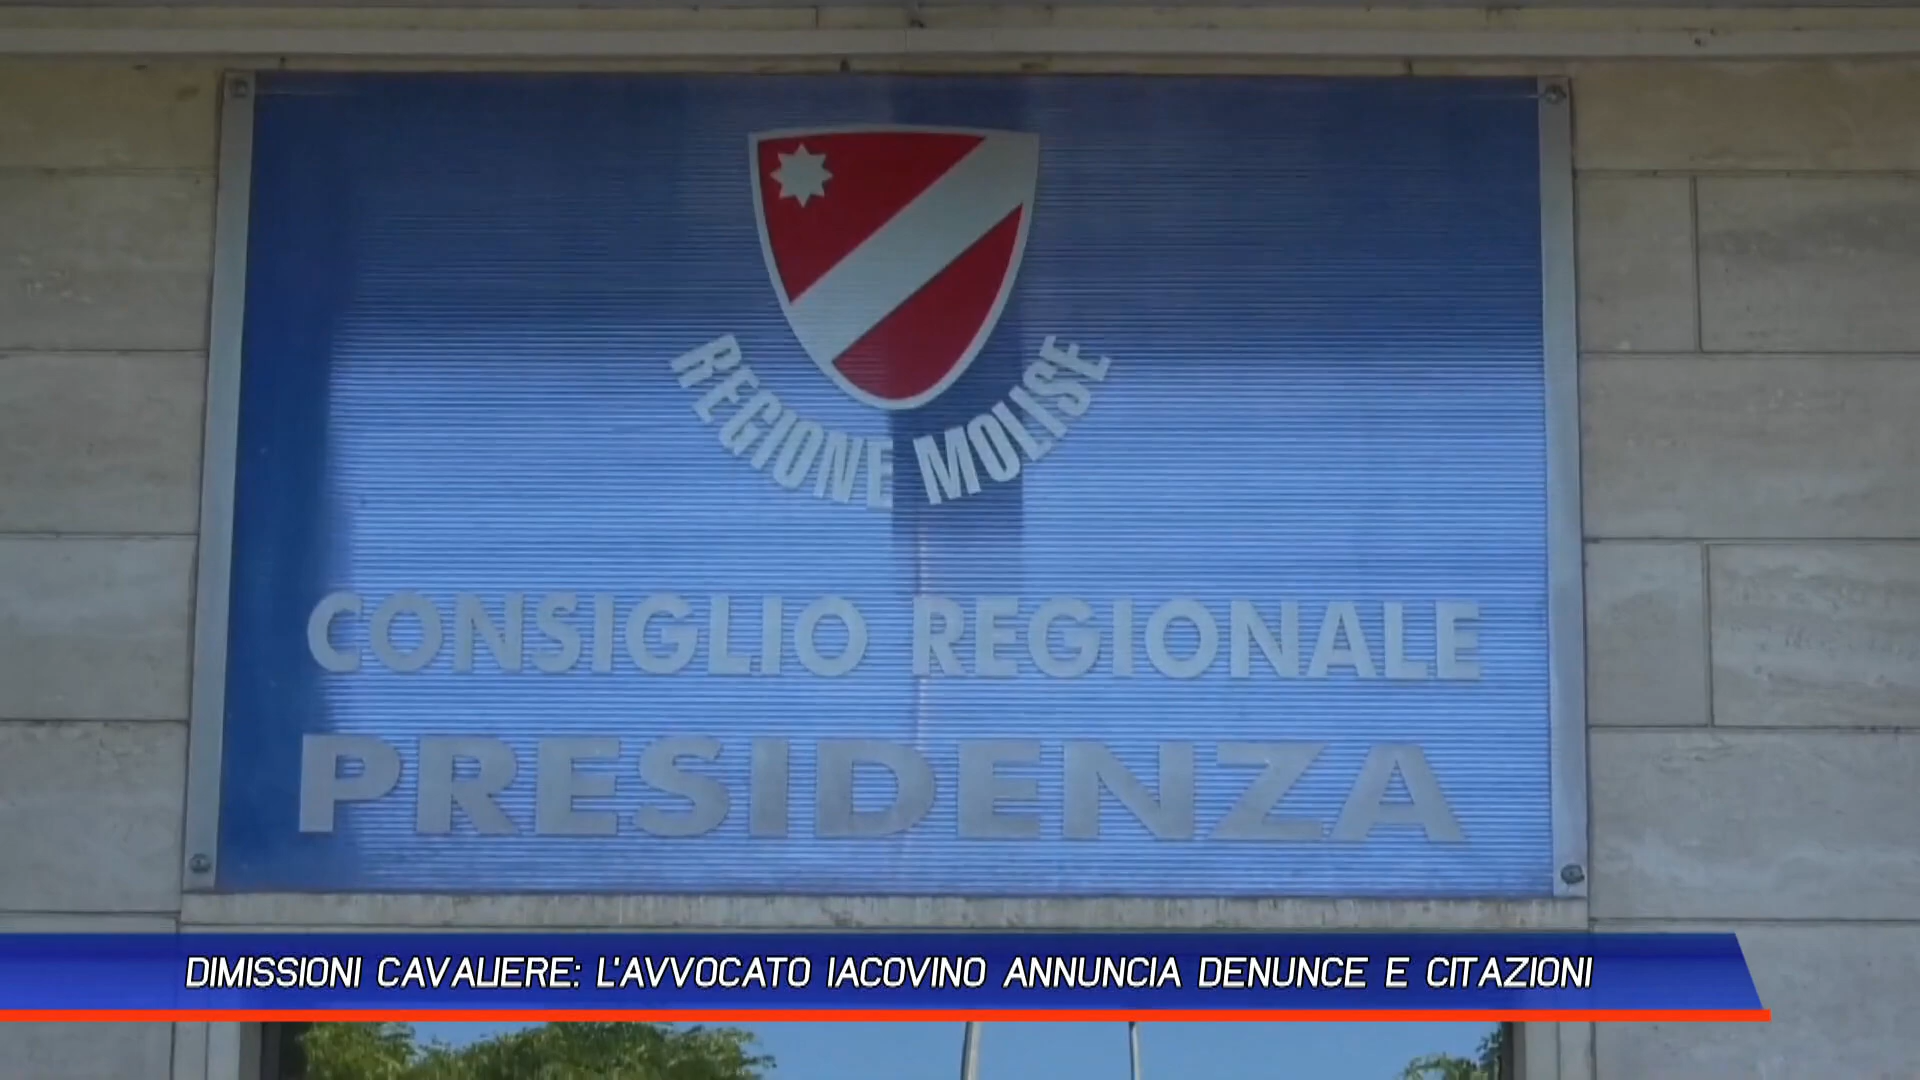 REGIONE MOLISE
CONSIGLIO REGIONALE
PRESIDENZA
DIMISSIONI CAVALIERE: L'AVVOCATO IACOVINO ANNUNCIA DENUNCE E CITAZIONI